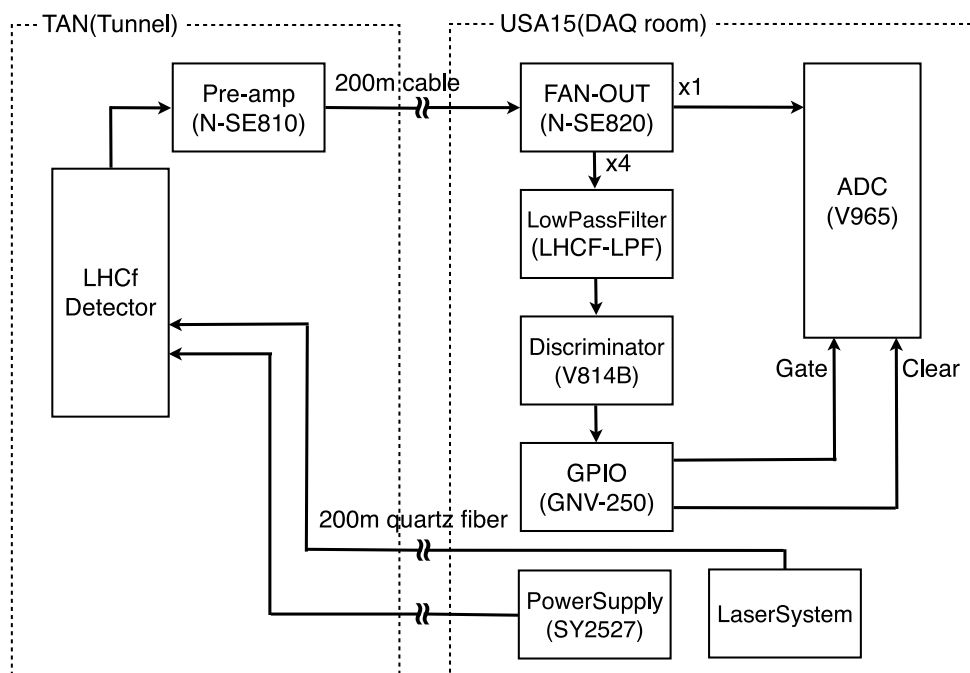 TAN(Tunnel)
USA15(DAQ room)
Pre-amp
(N-SE810)
200m cable
FAN-OUT
(N-SE820)
x1
x4
ADC
(V965)
LowPassFilter
(LHCF-LPF)
LHCf
Detector
Discriminator
(V814B)
Gate
Clear
GPIO
(GNV-250)
200m quartz fiber
PowerSupply
(SY2527)
LaserSystem